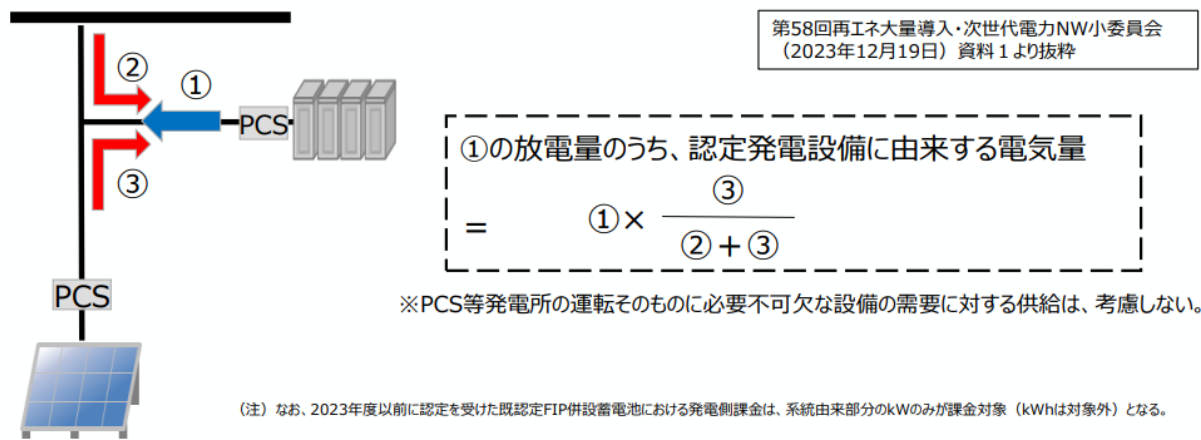 第58回再エネ大量導入・次世代電力NW小委員会
（2023年12月19日）資料１より抜粋
②
①
PCS
③
①の放電量のうち、認定発電設備に由来する電気量
③
＝ ①×
②＋③
PCS
※PCS等発電所の運転そのものに必要不可欠な設備の需要に対する供給は、考慮しない。
（注）なお、2023年度以前に認定を受けた既認定FIP併設蓄電池における発電側課金は、系統由来部分のkWのみが課金対象（kWhは対象外）となる。